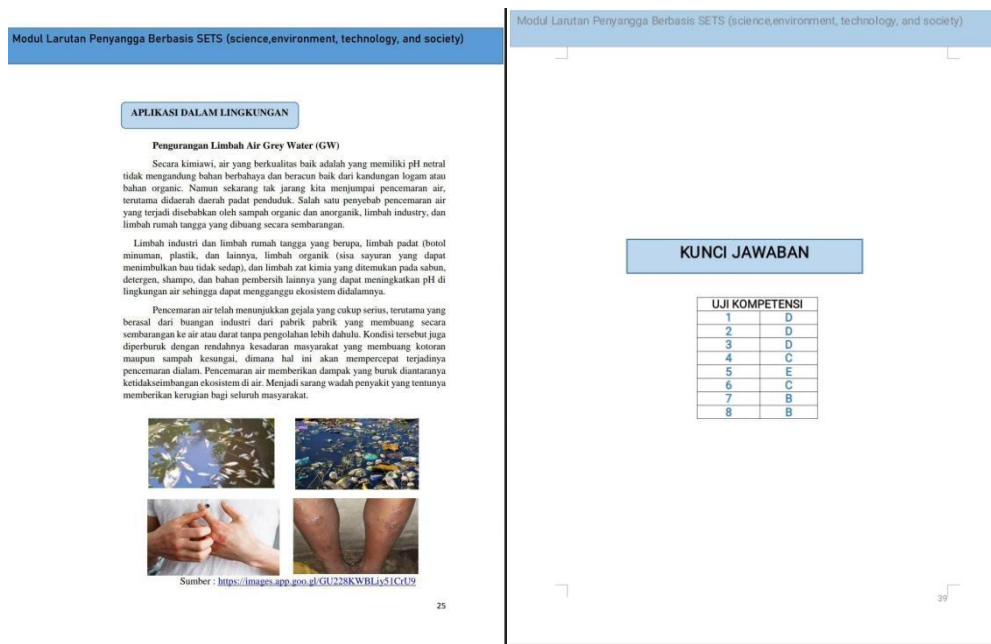 Modul Larutan Penyangga Berbasis SETS (science,environment, technology, and society)
APLIKASI DALAM LINGKUNGAN
Pengurangan Limbah Air Grey Water (GW)
Secara kimiawi, air yang berkualitas baik adalah yang memiliki pH netral
tidak mengandung bahan berbahaya dan beracun baik dari kandungan logam atau
bahan organic. Namun sekarang tak jarang kita menjumpai pencemaran air,
terutama didaerah daerah padat penduduk. Salah satu penyebab pencemaran air
yang terjadi disebabkan oleh sampah organic dan anorganik, limbah industry, dan
limbah rumah tangga yang dibuang secara sembarangan.
Limbah industri dan limbah rumah tangga yang berupa, limbah padat (botol
minuman, plastik, dan lainnya, limbah organik (sisa sayuran yang dapat
menimbulkan bau tidak sedap), dan limbah zat kimia yang ditemukan pada sabun,
detergen, shampo, dan bahan pembersih lainnya yang dapat meningkatkan pH di
lingkungan air sehingga dapat mengganggu ekosistem didalamnya.
Pencemaran air telah menunjukkan gejala yang cukup serius, terutama yang
berasal dari buangan industri dari pabrik pabrik yang membuang secara
sembarangan ke air atau darat tanpa pengolahan lebih dahulu. Kondisi tersebut juga
diperburuk dengan rendahnya kesadaran masyarakat yang membuang kotoran
maupun sampah kesungai, dimana hal ini akan mempercepat terjadinya
pencemaran dialam. Pencemaran air memberikan dampak yang buruk diantaranya
ketidakseimbangan ekosistem di air. Menjadi sarang wadah penyakit yang tentunya
memberikan kerugian bagi seluruh masyarakat.
Sumber : https://images.app.goo.gl/GU228KWBLiy51CrU9
25
Modul Larutan Penyangga Berbasis SETS (science,environment, technology, and society)
KUNCI JAWABAN
UJI KOMPETENSI
1 D
2 D
3 D
4 C
5 E
6 C
7 B
8 B
39